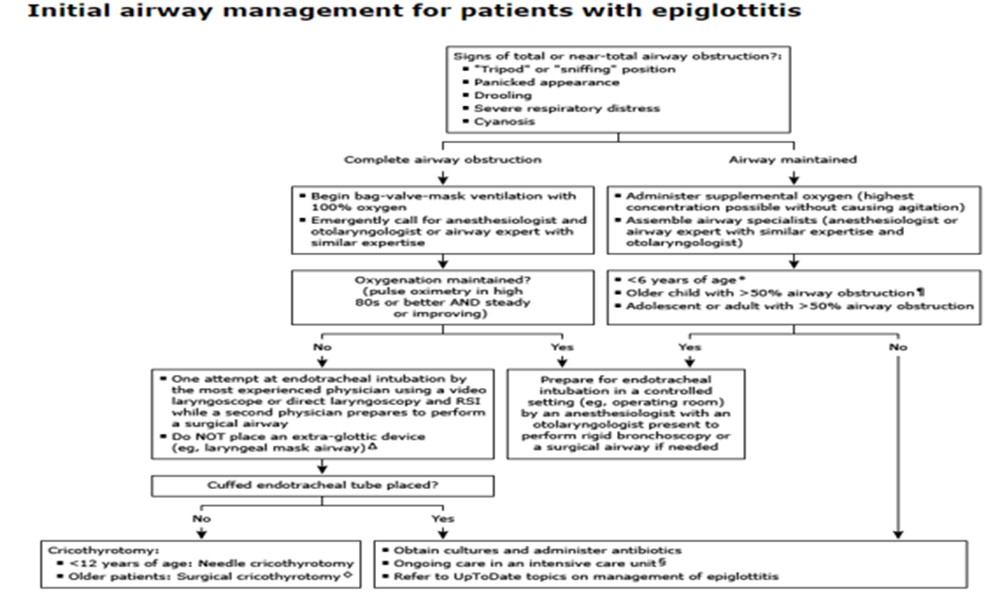 Initial airway management for patients with epiglottitis
Signs of total or near-total airway obstruction?:
▪ "Tripod" or "sniffing" position
▪ Panicked appearance
▪ Drooling
▪ Severe respiratory distress
▪ Cyanosis
Complete airway obstruction
Airway maintained
▪ Begin bag-valve-mask ventilation with
100% oxygen
▪ Emergently call for anesthesiologist and
otolaryngologist or airway expert with
similar expertise
▪ Administer supplemental oxygen (highest
concentration possible without causing agitation)
▪ Assemble airway specialists (anesthesiologist or
airway expert with similar expertise and
otolaryngologist)
Oxygenation maintained?
(pulse oximetry in high
80s or better AND steady
or improving)
▪ <6 years of age*
▪ Older child with >50% airway obstruction¶
▪ Adolescent or adult with >50% airway obstruction
No
Yes
Yes
No
▪ One attempt at endotracheal intubation by
the most experienced physician using a video
laryngoscope or direct laryngoscopy and RSI
while a second physician prepares to perform
a surgical airway
▪ Do NOT place an extra-glottic device
(eg, laryngeal mask airway)Δ
Prepare for endotracheal
intubation in a controlled
setting (eg, operating room)
by an anesthesiologist with an
otolaryngologist present to
perform rigid bronchoscopy or
a surgical airway if needed
Cuffed endotracheal tube placed?
No
Yes
Cricothyrotomy:
▪ <12 years of age: Needle cricothyrotomy
▪ Older patients: Surgical cricothyrotomy◇
▪ Obtain cultures and administer antibiotics
▪ Ongoing care in an intensive care unit§
▪ Refer to UpToDate topics on management of epiglottitis